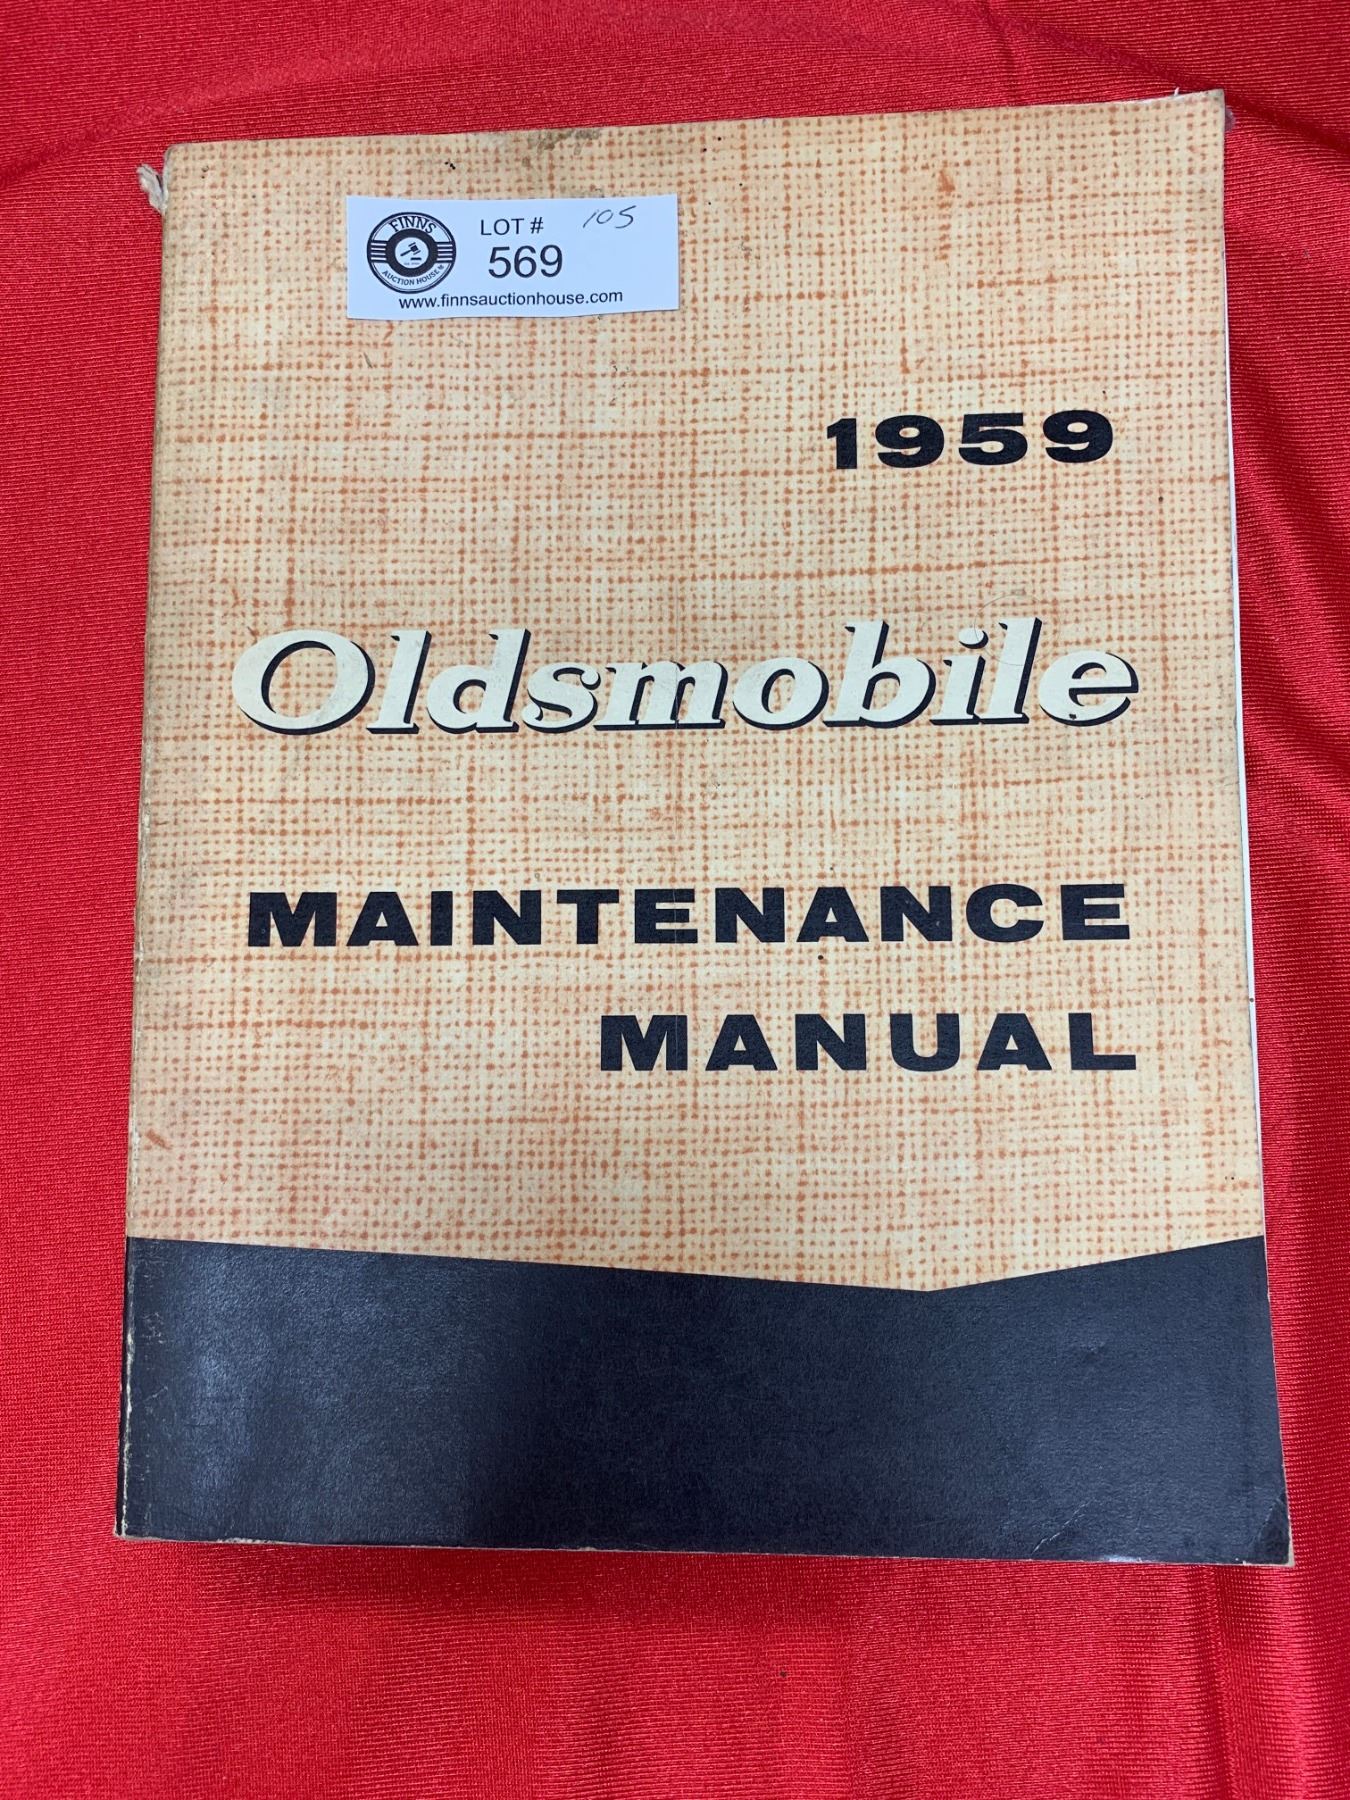 FINNS
AUCTION HOUSE
LOT # 105
569
www.finnsauctionhouse.com
1959
Oldsmobile
MAINTENANCE
MANUAL